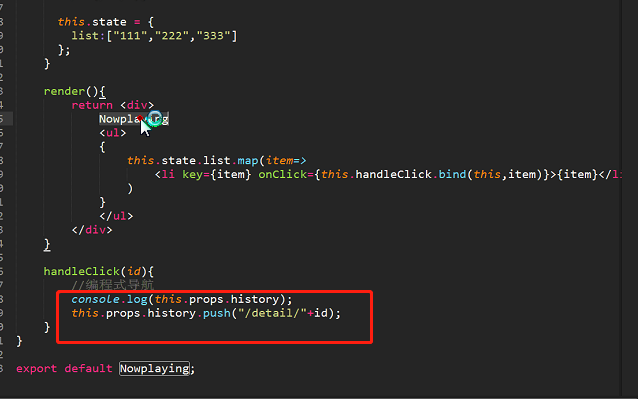 this.state = {
list:["111","222","333"]
};
}
render(){
return <div>
Nowplaying
<ul>
{
this.state.list.map(item=>
<li key={item} onClick={this.handleClick.bind(this,item)}>{item}</li
)
}
</ul>
</div>
}
handleClick(id){
//编程式导航
console.log(this.props.history);
this.props.history.push("/detail/"+id);
}
}
export default Nowplaying;